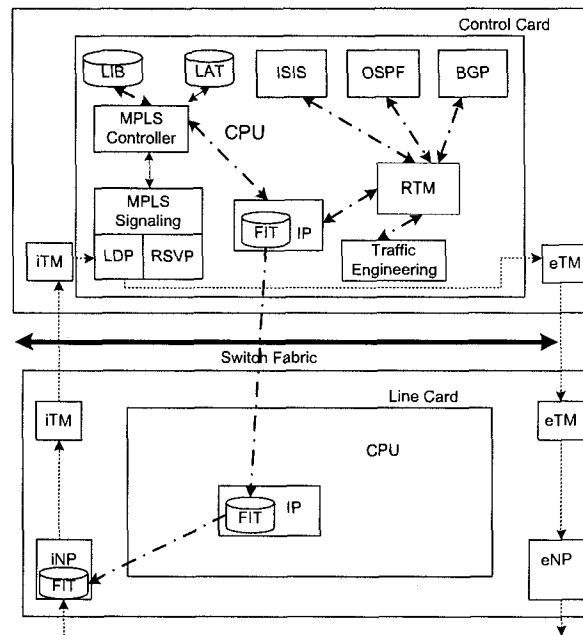 Control Card
LIB
LAT
ISIS
OSPF
BGP
MPLS
Controller
CPU
MPLS
Signaling
LDP
RSVP
FIT
IP
RTM
Traffic
Engineering
iTM
eTM
Switch Fabric
Line Card
iTM
CPU
eTM
FIT
IP
iNP
FIT
eNP